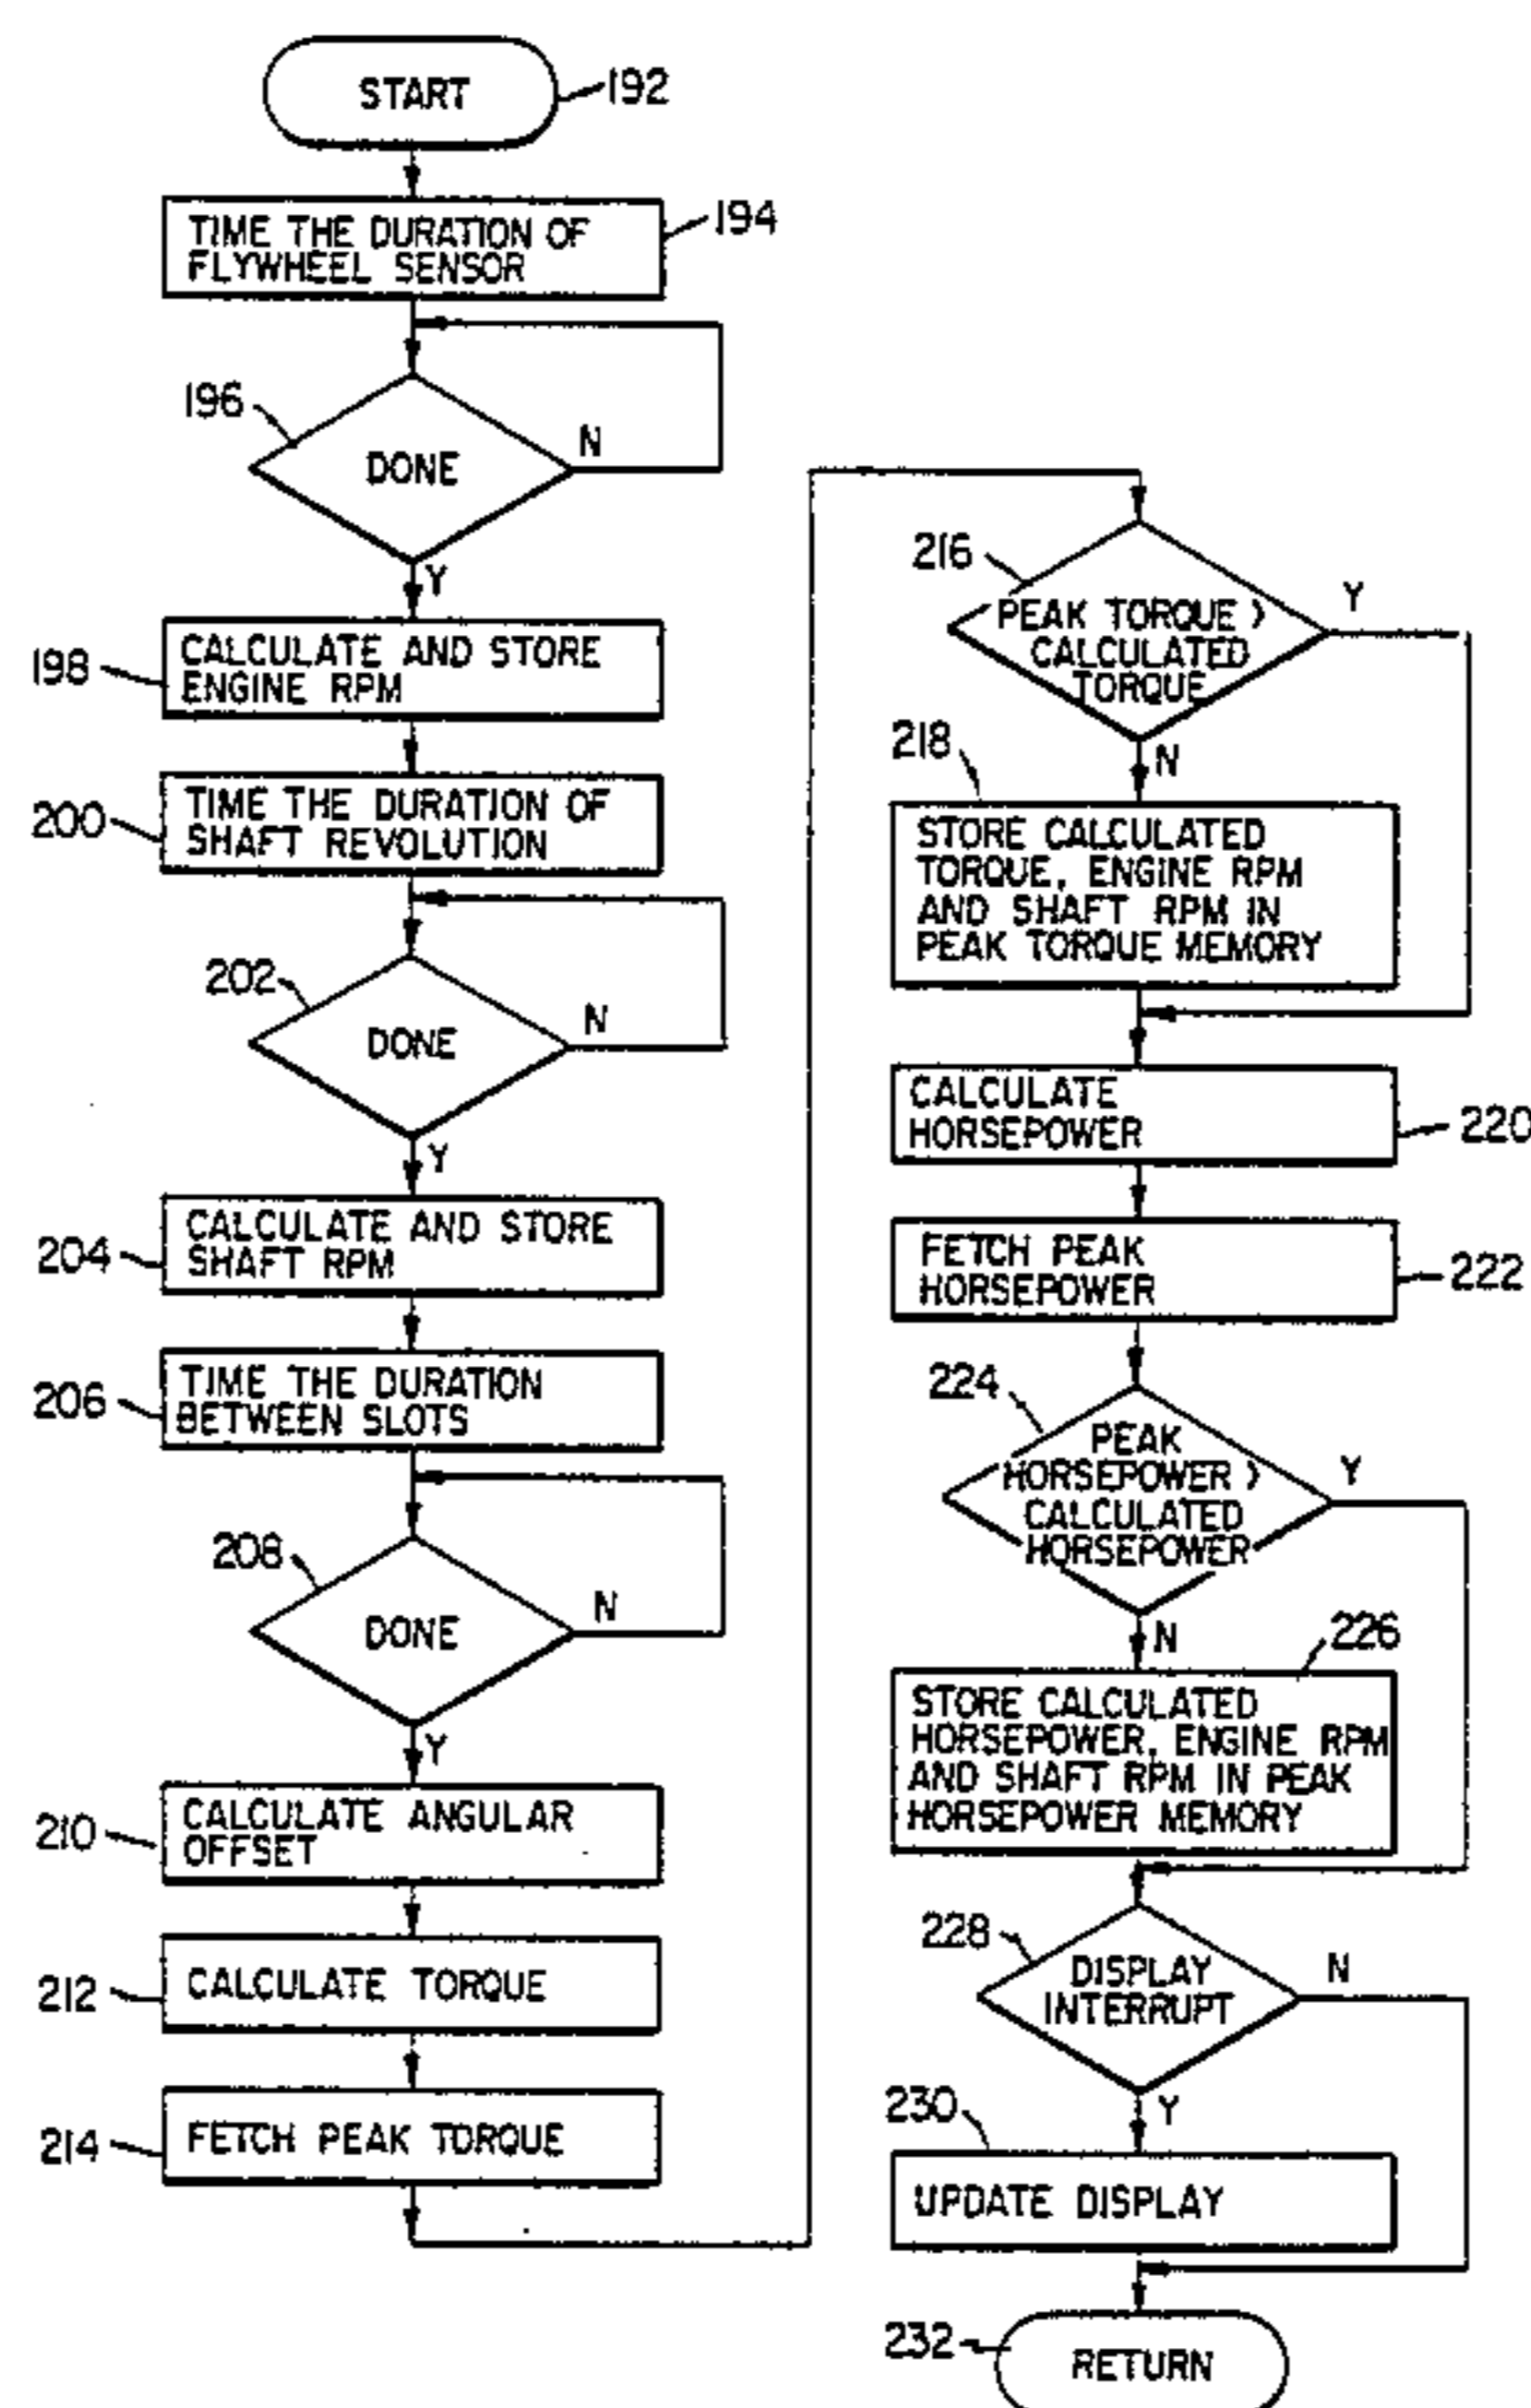 START
192
TIME THE DURATION OF
FLYWHEEL SENSOR
194
196
DONE
N
Y
198
CALCULATE AND STORE
ENGINE RPM
200
TIME THE DURATION OF
SHAFT REVOLUTION
202
DONE
N
Y
204
CALCULATE AND STORE
SHAFT RPM
206
TIME THE DURATION
BETWEEN SLOTS
208
DONE
N
Y
210
CALCULATE ANGULAR
OFFSET
212
CALCULATE TORQUE
214
FETCH PEAK TORQUE
216
PEAK TORQUE >
CALCULATED
TORQUE
Y
N
218
STORE CALCULATED
TORQUE, ENGINE RPM
AND SHAFT RPM IN
PEAK TORQUE MEMORY
CALCULATE
HORSEPOWER
220
FETCH PEAK
HORSEPOWER
222
224
PEAK
HORSEPOWER >
CALCULATED
HORSEPOWER
Y
N
226
STORE CALCULATED
HORSEPOWER, ENGINE RPM
AND SHAFT RPM IN PEAK
HORSEPOWER MEMORY
228
DISPLAY
INTERRUPT
N
Y
230
UPDATE DISPLAY
232
RETURN